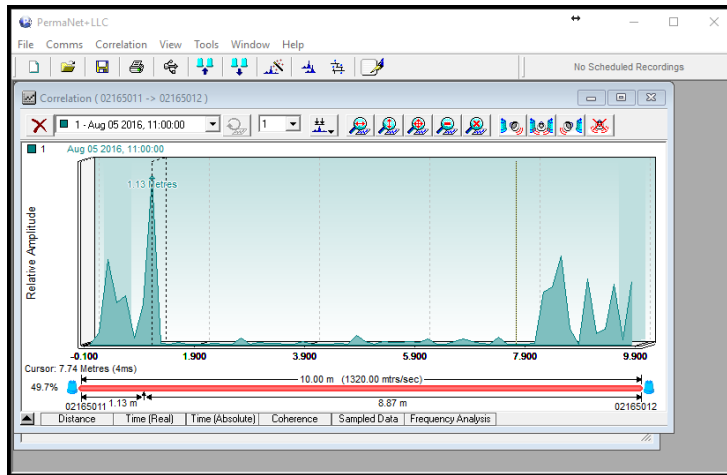 PermaNet+LLC
File Comms Correlation View Tools Window Help
No Scheduled Recordings
Correlation ( 02165011 -> 02165012 )
1 - Aug 05 2016, 11:00:00 1
1 Aug 05 2016, 11:00:00
1.13 Metres
Relative Amplitude
-0.100 1.900 3.900 5.900 7.900 9.900
Cursor: 7.74 Metres (4ms)
10.00 m (1320.00 mtrs/sec)
49.7%
02165011 1.13 m 8.87 m 02165012
Distance Time (Real) Time (Absolute) Coherence Sampled Data Frequency Analysis